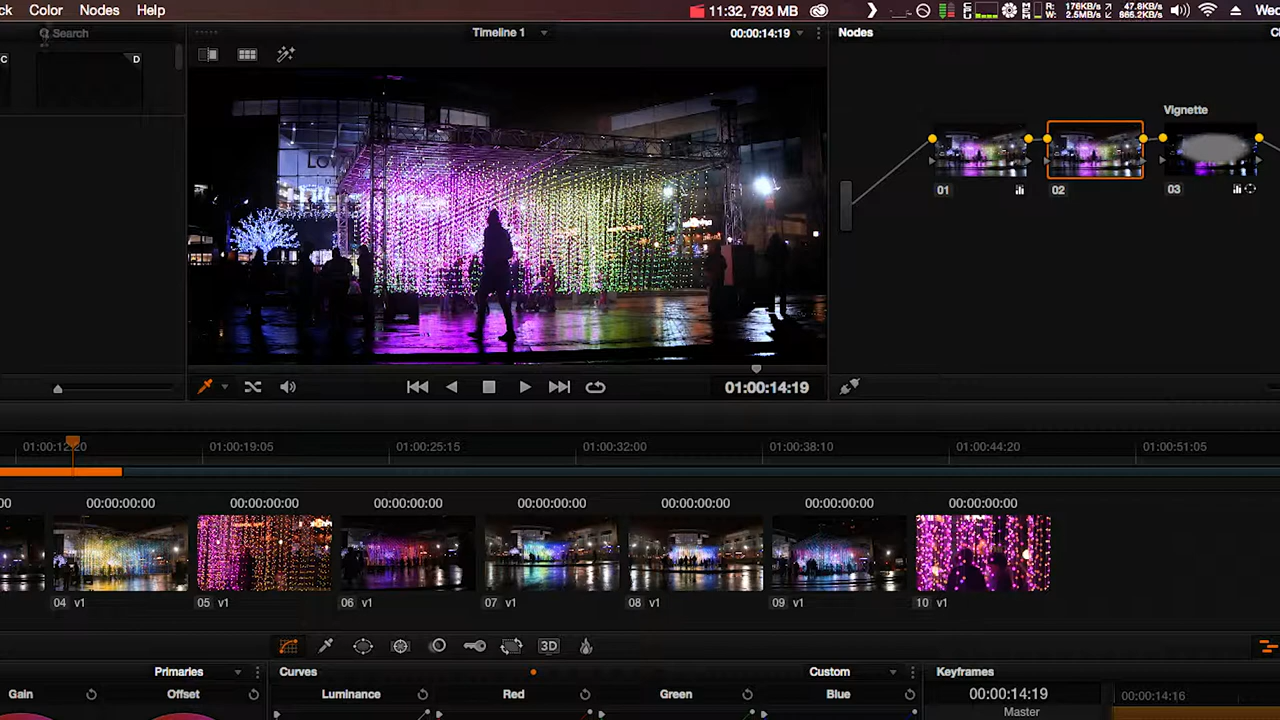 ck Color Nodes Help
11:32, 793 MB
R: 176KB/s
W: 2.5MB/s
47.8KB/s
865.2KB/s
Wed
Search
Timeline 1
00:00:14:19
Nodes
Cl
C
D
Vignette
01
02
03
01:00:14:19
01:00:12:20
01:00:19:05
01:00:25:15
01:00:32:00
01:00:38:10
01:00:44:20
01:00:51:05
00
00:00:00:00
00:00:00:00
00:00:00:00
00:00:00:00
00:00:00:00
00:00:00:00
00:00:00:00
04 v1
05 v1
06 v1
07 v1
08 v1
09 v1
10 v1
3D
Primaries
Curves
Custom
Keyframes
Gain
Offset
Luminance
Red
Green
Blue
00:00:14:19
00:00:14:16
Master